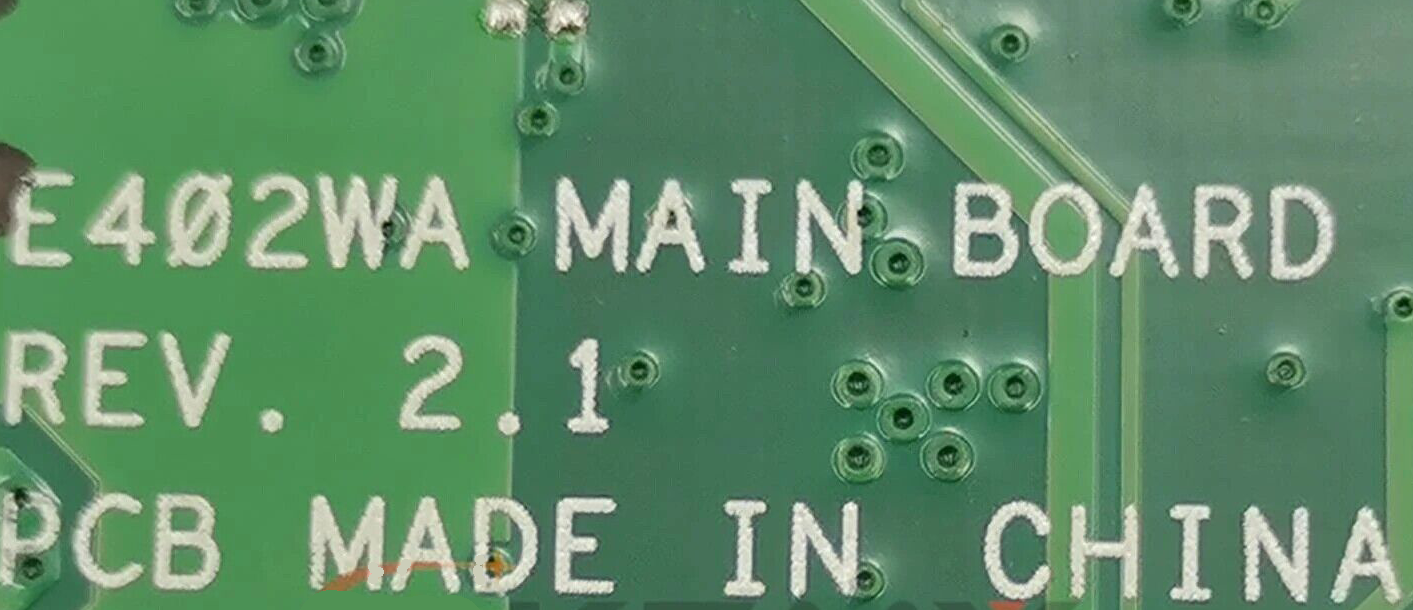 E402WA MAIN BOARD
REV. 2.1
PCB MADE IN CHINA